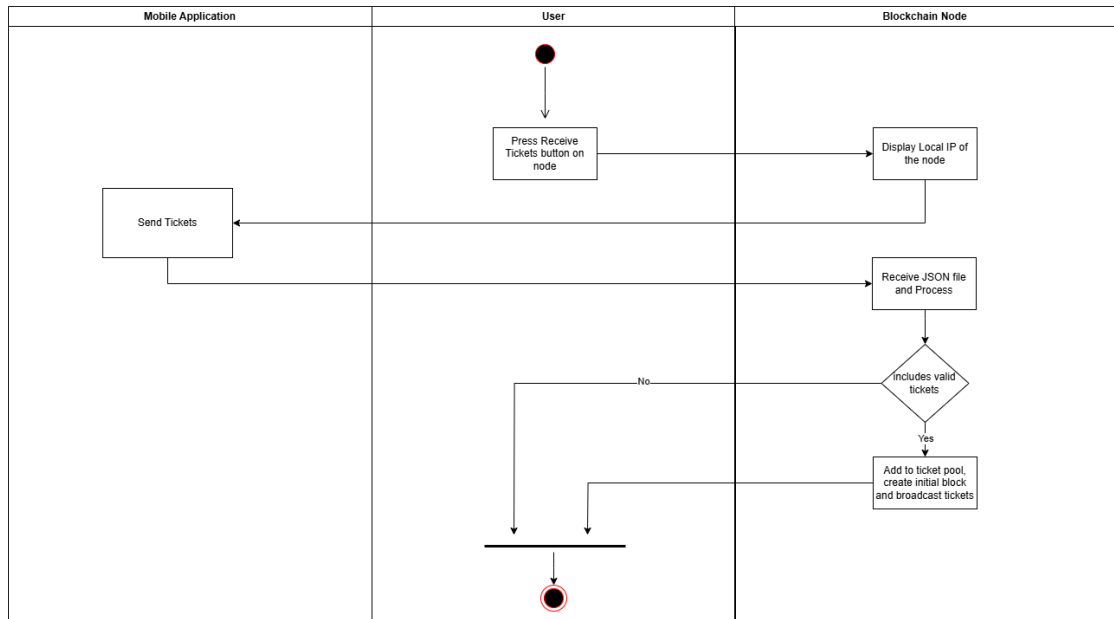 Mobile Application
User
Blockchain Node
Press Receive
Tickets button on
node
Display Local IP of
the node
Send Tickets
Receive JSON file
and Process
includes valid
tickets
No
Yes
Add to ticket pool,
create initial block
and broadcast tickets